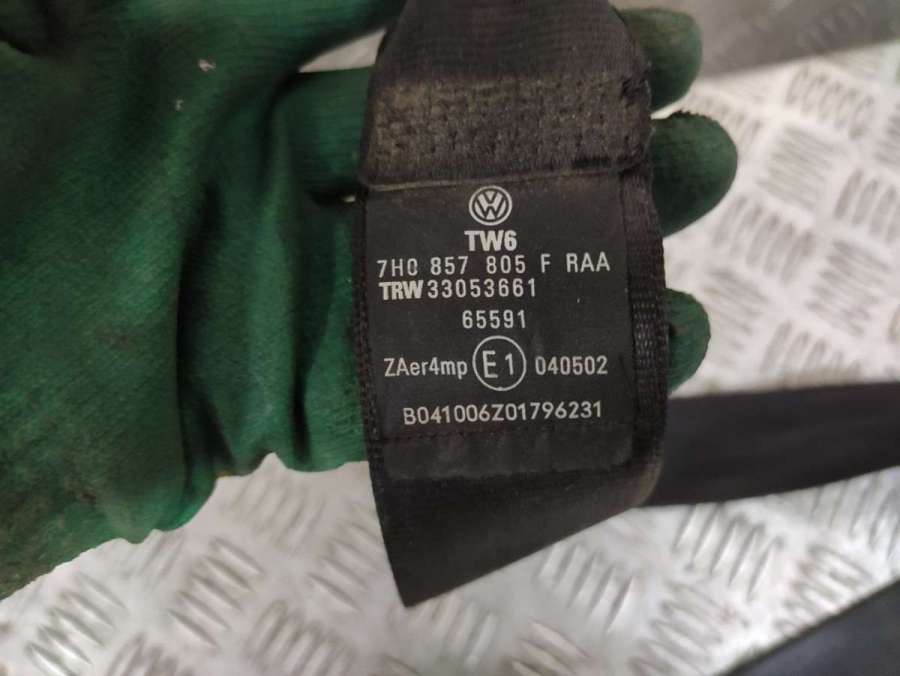 TW6
7H0 857 805 F RAA
TRW 33053661
65591
ZAer4mp E1 040502
B041006Z01796231